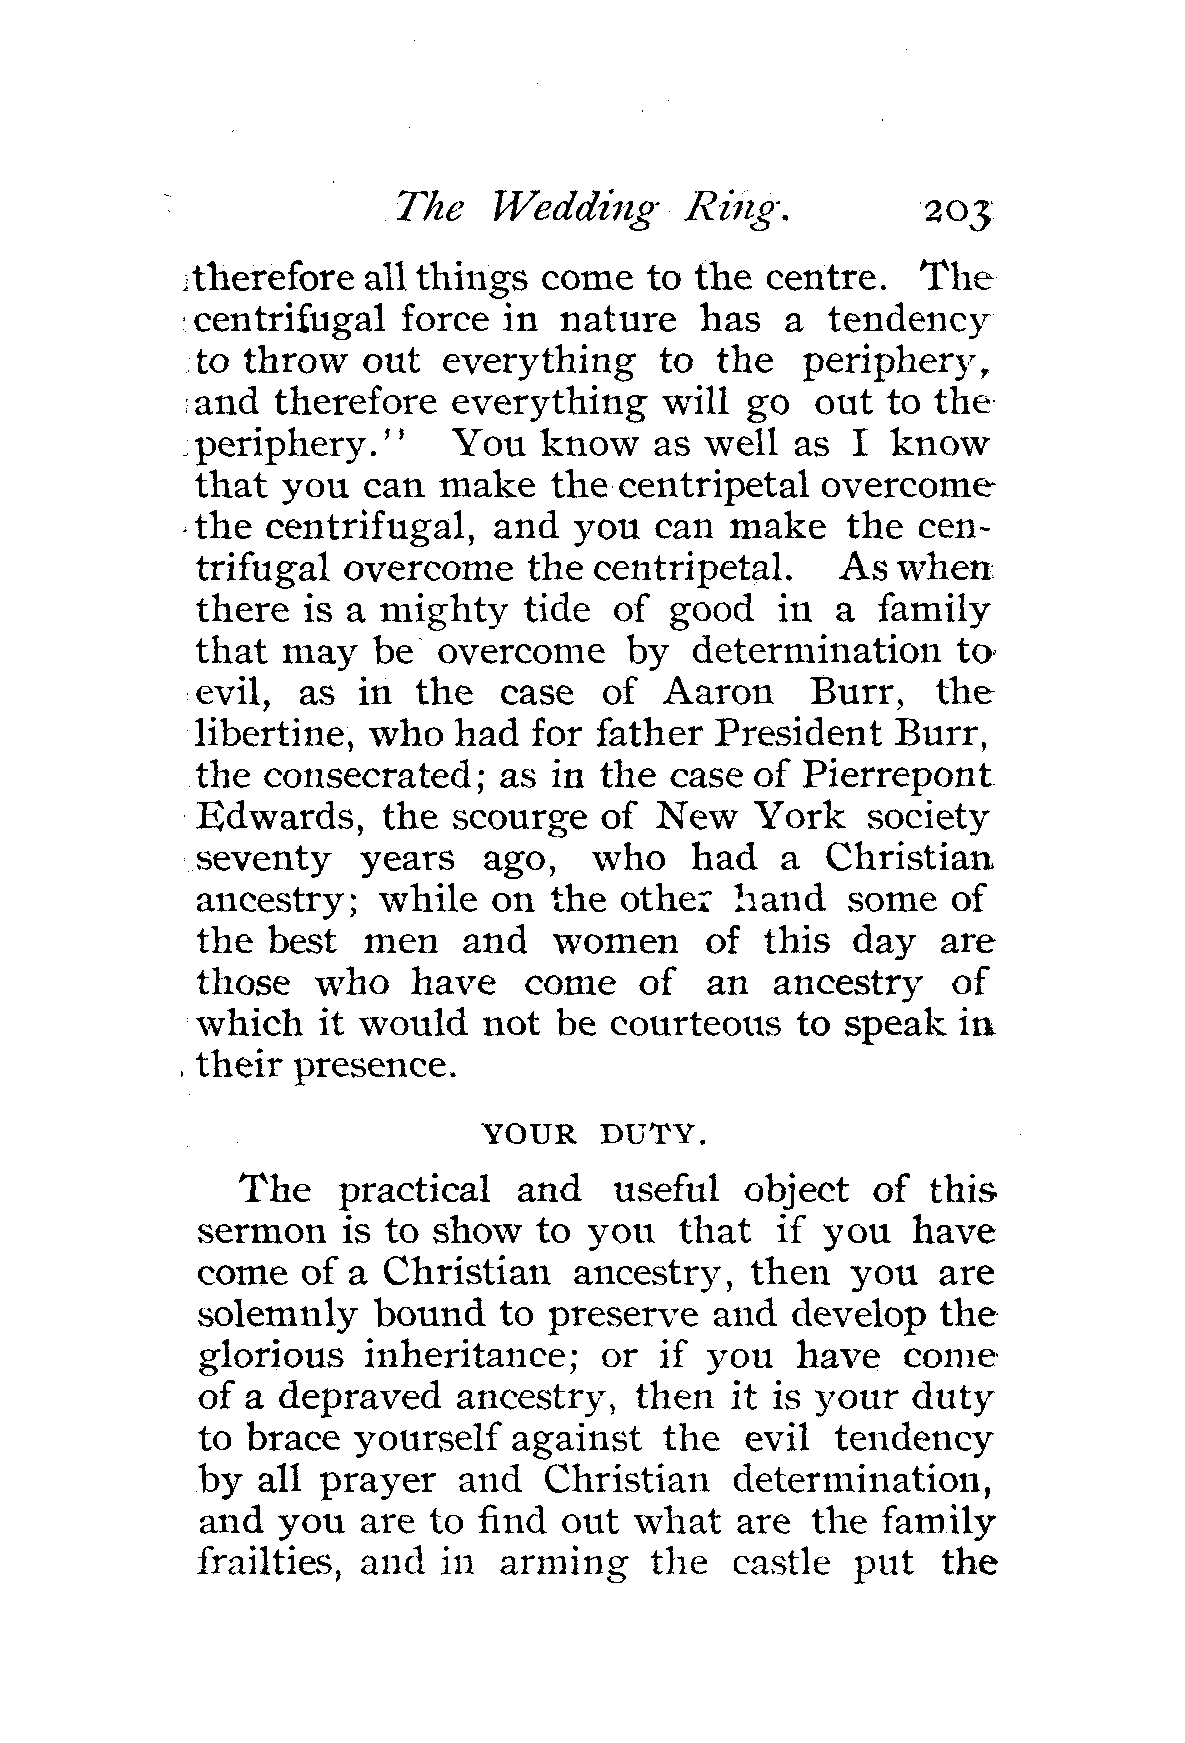 The Wedding Ring. 203
therefore all things come to the centre. The
centrifugal force in nature has a tendency
to throw out everything to the periphery,
and therefore everything will go out to the
periphery.'' You know as well as I know
that you can make the centripetal overcome
the centrifugal, and you can make the cen-
trifugal overcome the centripetal. As when
there is a mighty tide of good in a family
that may be overcome by determination to
evil, as in the case of Aaron Burr, the
libertine, who had for father President Burr,
the consecrated; as in the case of Pierrepont
Edwards, the scourge of New York society
seventy years ago, who had a Christian
ancestry; while on the other hand some of
the best men and women of this day are
those who have come of an ancestry of
which it would not be courteous to speak in
their presence.
YOUR DUTY.
The practical and useful object of this
sermon is to show to you that if you have
come of a Christian ancestry, then you are
solemnly bound to preserve and develop the
glorious inheritance; or if you have come
of a depraved ancestry, then it is your duty
to brace yourself against the evil tendency
by all prayer and Christian determination,
and you are to find out what are the family
frailties, and in arming the castle put the